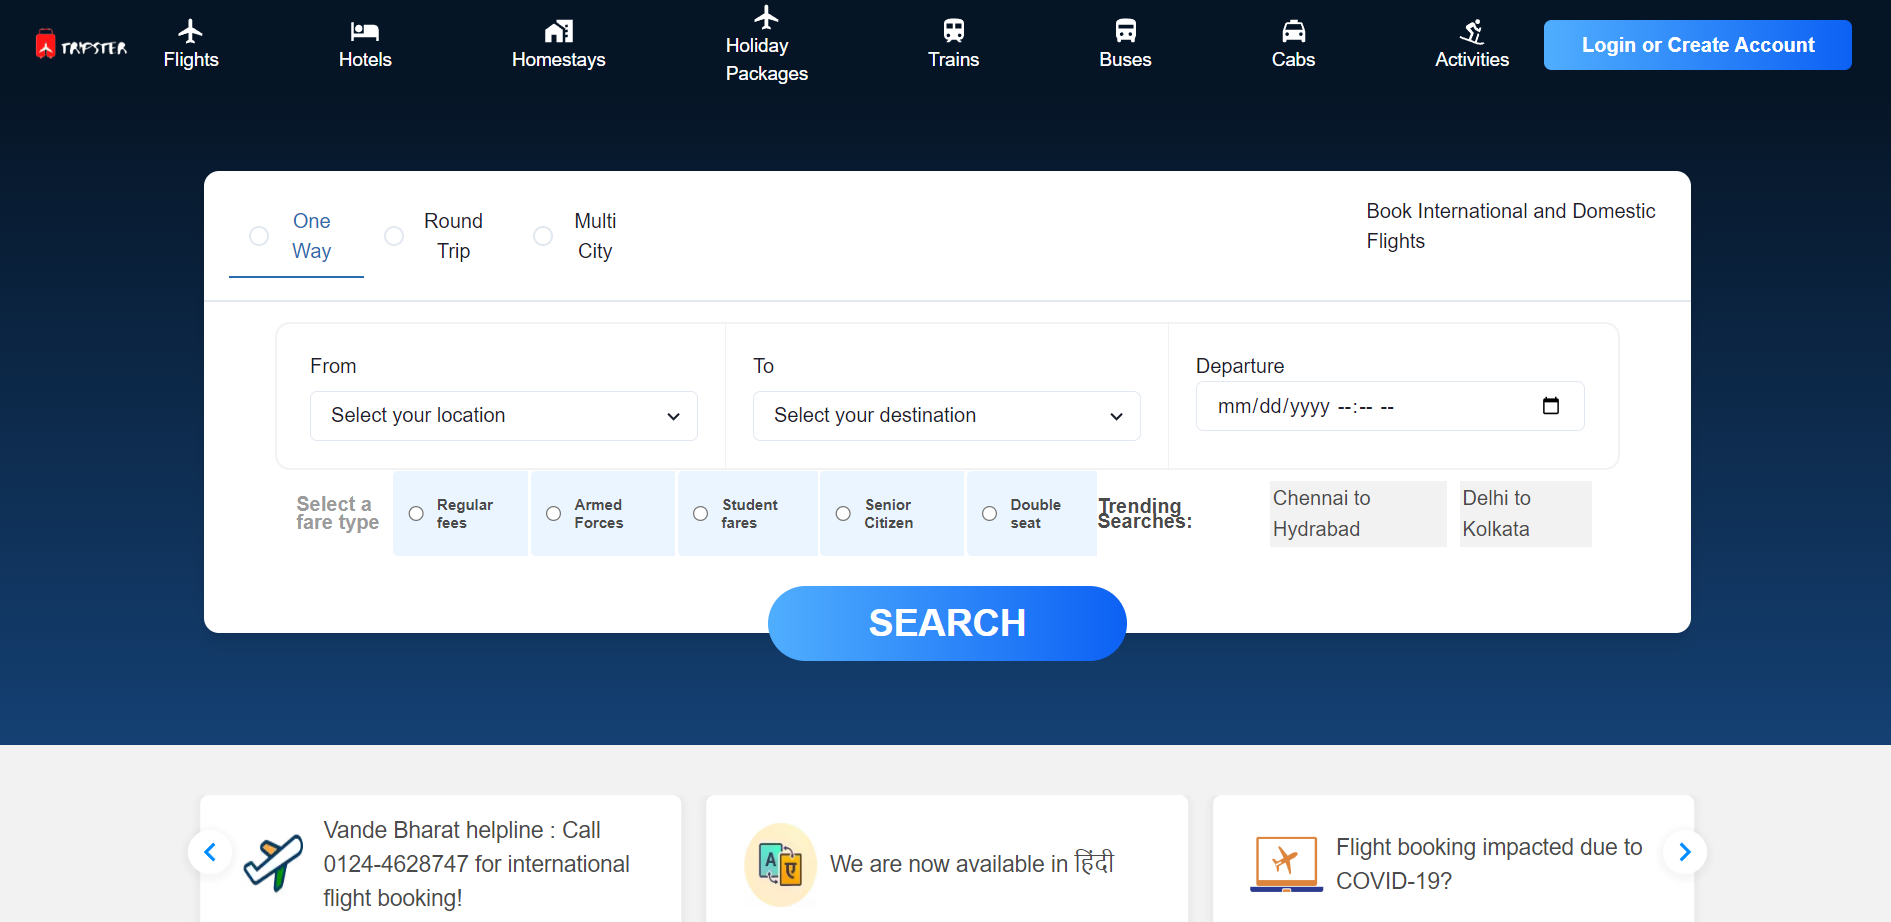 TRIPSTER
Flights
Hotels
Homestays
Holiday
Packages
Trains
Buses
Cabs
Activities
Login or Create Account
One
Way
Round
Trip
Multi
City
Book International and Domestic
Flights
From
Select your location
To
Select your destination
Departure
mm/dd/yyyy --:-- --
Select a
fare type
Regular
fees
Armed
Forces
Student
fares
Senior
Citizen
Double
seat
Trending
Searches:
Chennai to
Hydrabad
Delhi to
Kolkata
SEARCH
Vande Bharat helpline : Call
0124-4628747 for international
flight booking!
A
ए
We are now available in हिंदी
Flight booking impacted due to
COVID-19?